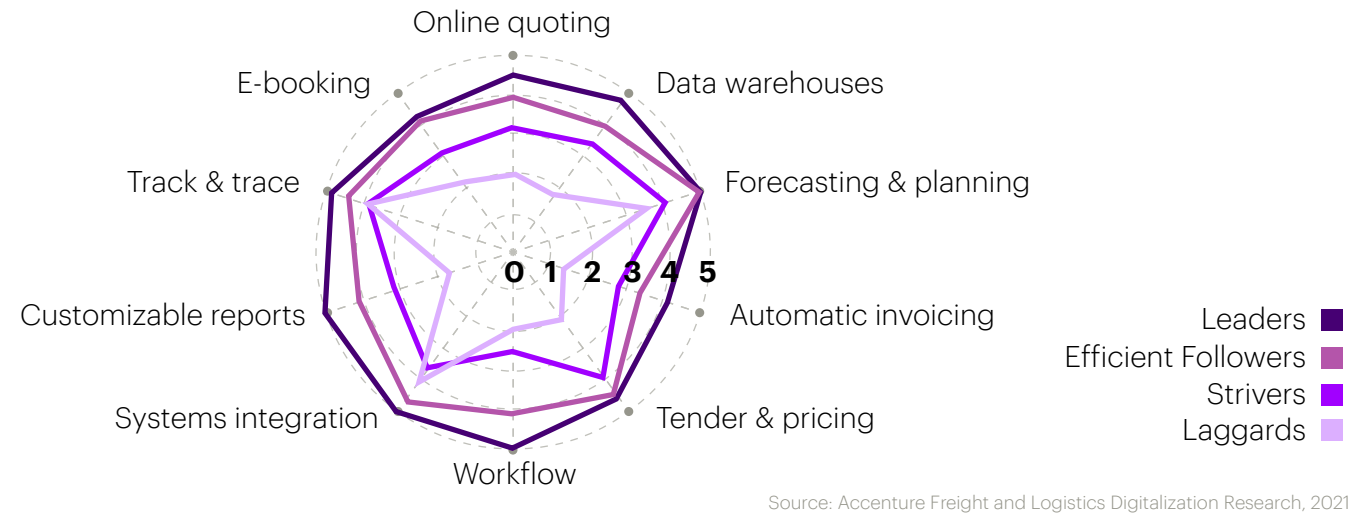 Online quoting
E-booking
Data warehouses
Track & trace
Forecasting & planning
0 1 2 3 4 5
Customizable reports
Automatic invoicing
Systems integration
Tender & pricing
Workflow
Leaders
Efficient Followers
Strivers
Laggards
Source: Accenture Freight and Logistics Digitalization Research, 2021